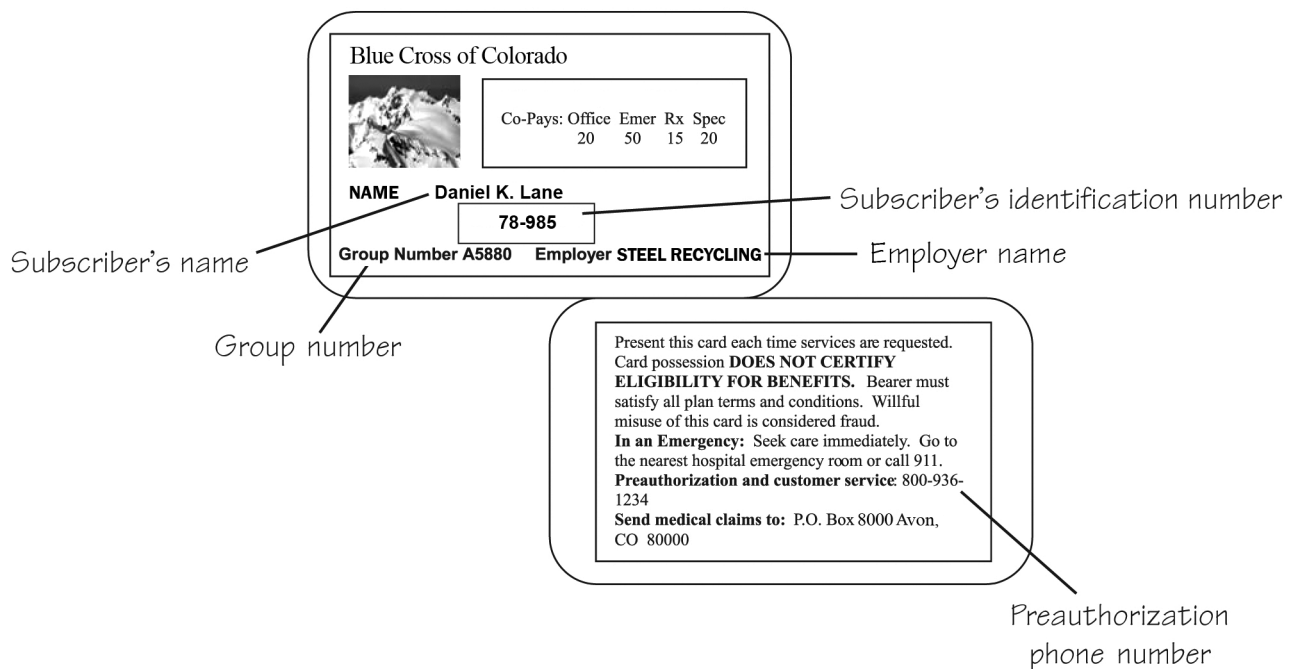 Blue Cross of Colorado
Co-Pays: Office Emer Rx Spec
20 50 15 20
NAME Daniel K. Lane
78-985
Group Number A5880 Employer STEEL RECYCLING
Subscriber's name
Group number
Subscriber's identification number
Employer name
Present this card each time services are requested.
Card possession DOES NOT CERTIFY
ELIGIBILITY FOR BENEFITS. Bearer must
satisfy all plan terms and conditions. Willful
misuse of this card is considered fraud.
In an Emergency: Seek care immediately. Go to
the nearest hospital emergency room or call 911.
Preauthorization and customer service: 800-936-
1234
Send medical claims to: P.O. Box 8000 Avon,
CO 80000
Preauthorization
phone number